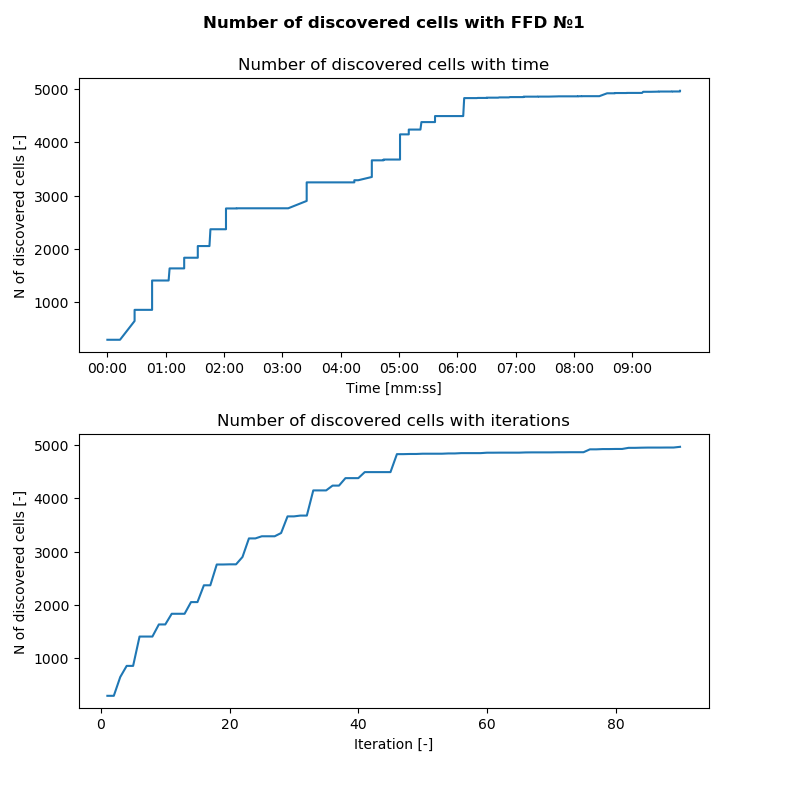 Number of discovered cells with FFD №1
Number of discovered cells with time
N of discovered cells [-]
5000
4000
3000
2000
1000
00:00 01:00 02:00 03:00 04:00 05:00 06:00 07:00 08:00 09:00
Time [mm:ss]
Number of discovered cells with iterations
N of discovered cells [-]
5000
4000
3000
2000
1000
0 20 40 60 80
Iteration [-]